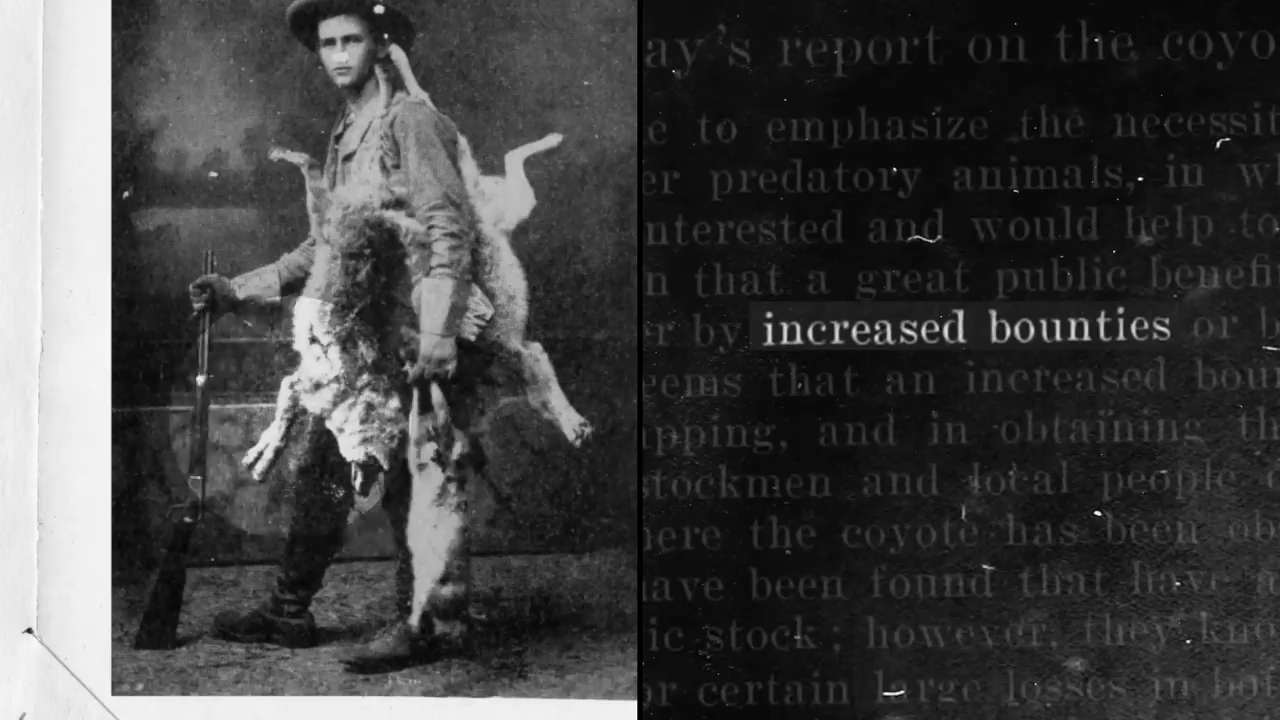 ay's report on the coyo
e to emphasize the necessit
er predatory animals, in wh
nterested and would help to
n that a great public benefi
r by increased bounties or
eems that an increased boun
apping, and in obtaining th
stockmen and local people
here the coyote has been ob
have been found that have a
ic stock; however, they kno
or certain large losses in bot